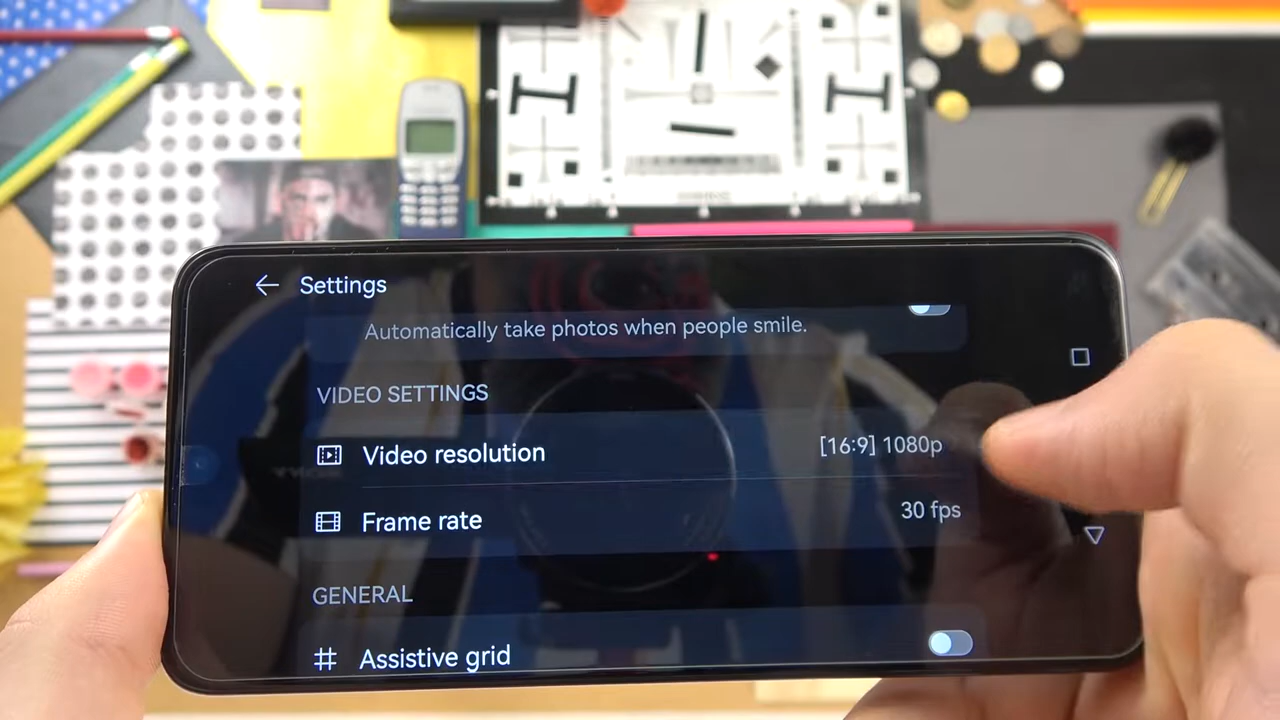 Settings
Automatically take photos when people smile.
VIDEO SETTINGS
Video resolution
[16:9] 1080p
Frame rate
30 fps
GENERAL
Assistive grid